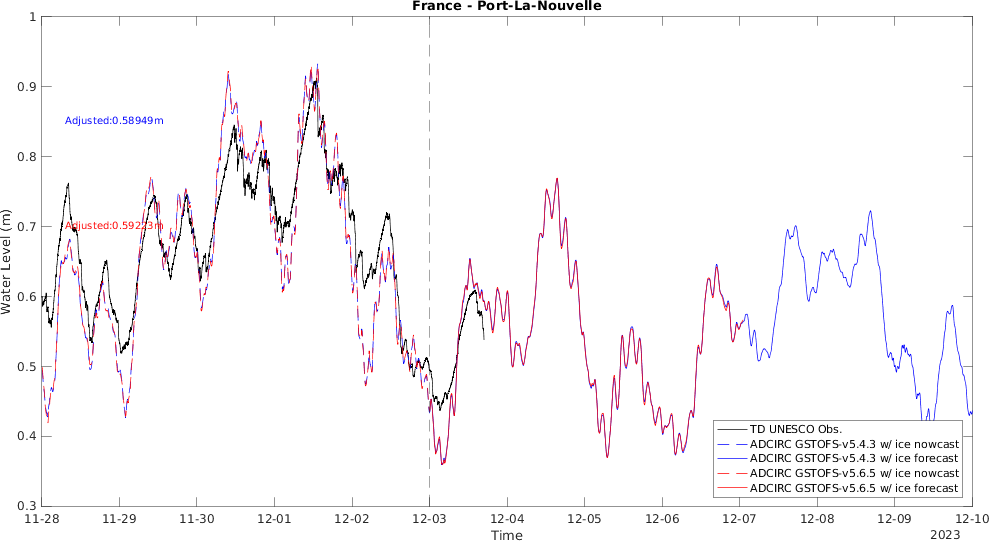 France - Port-La-Nouvelle
1
0.9
0.8
0.7
0.6
0.5
0.4
0.3
Water Level (m)
Adjusted:0.58949m
Adjusted:0.59223m
TD UNESCO Obs.
ADCIRC GSTOFS-v5.4.3 w/ ice nowcast
ADCIRC GSTOFS-v5.4.3 w/ ice forecast
ADCIRC GSTOFS-v5.6.5 w/ ice nowcast
ADCIRC GSTOFS-v5.6.5 w/ ice forecast
11-28 11-29 11-30 12-01 12-02 12-03 12-04 12-05 12-06 12-07 12-08 12-09 12-10
Time
2023